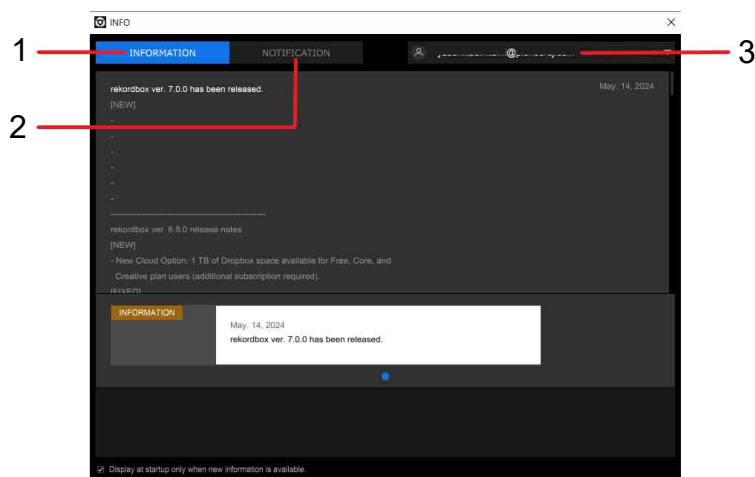 INFO
1
INFORMATION
NOTIFICATION
3
rekordbox ver. 7.0.0 has been released.
May. 14, 2024
[NEW]
2
-
-
-
-
-
-
----------------------------------------------------
rekordbox ver. 6.8.0 release notes
[NEW]
- New Cloud Option: 1 TB of Dropbox space available for Free, Core, and
Creative plan users (additional subscription required).
[FIXED]
INFORMATION
May. 14, 2024
rekordbox ver. 7.0.0 has been released.
Display at startup only when new information is available.